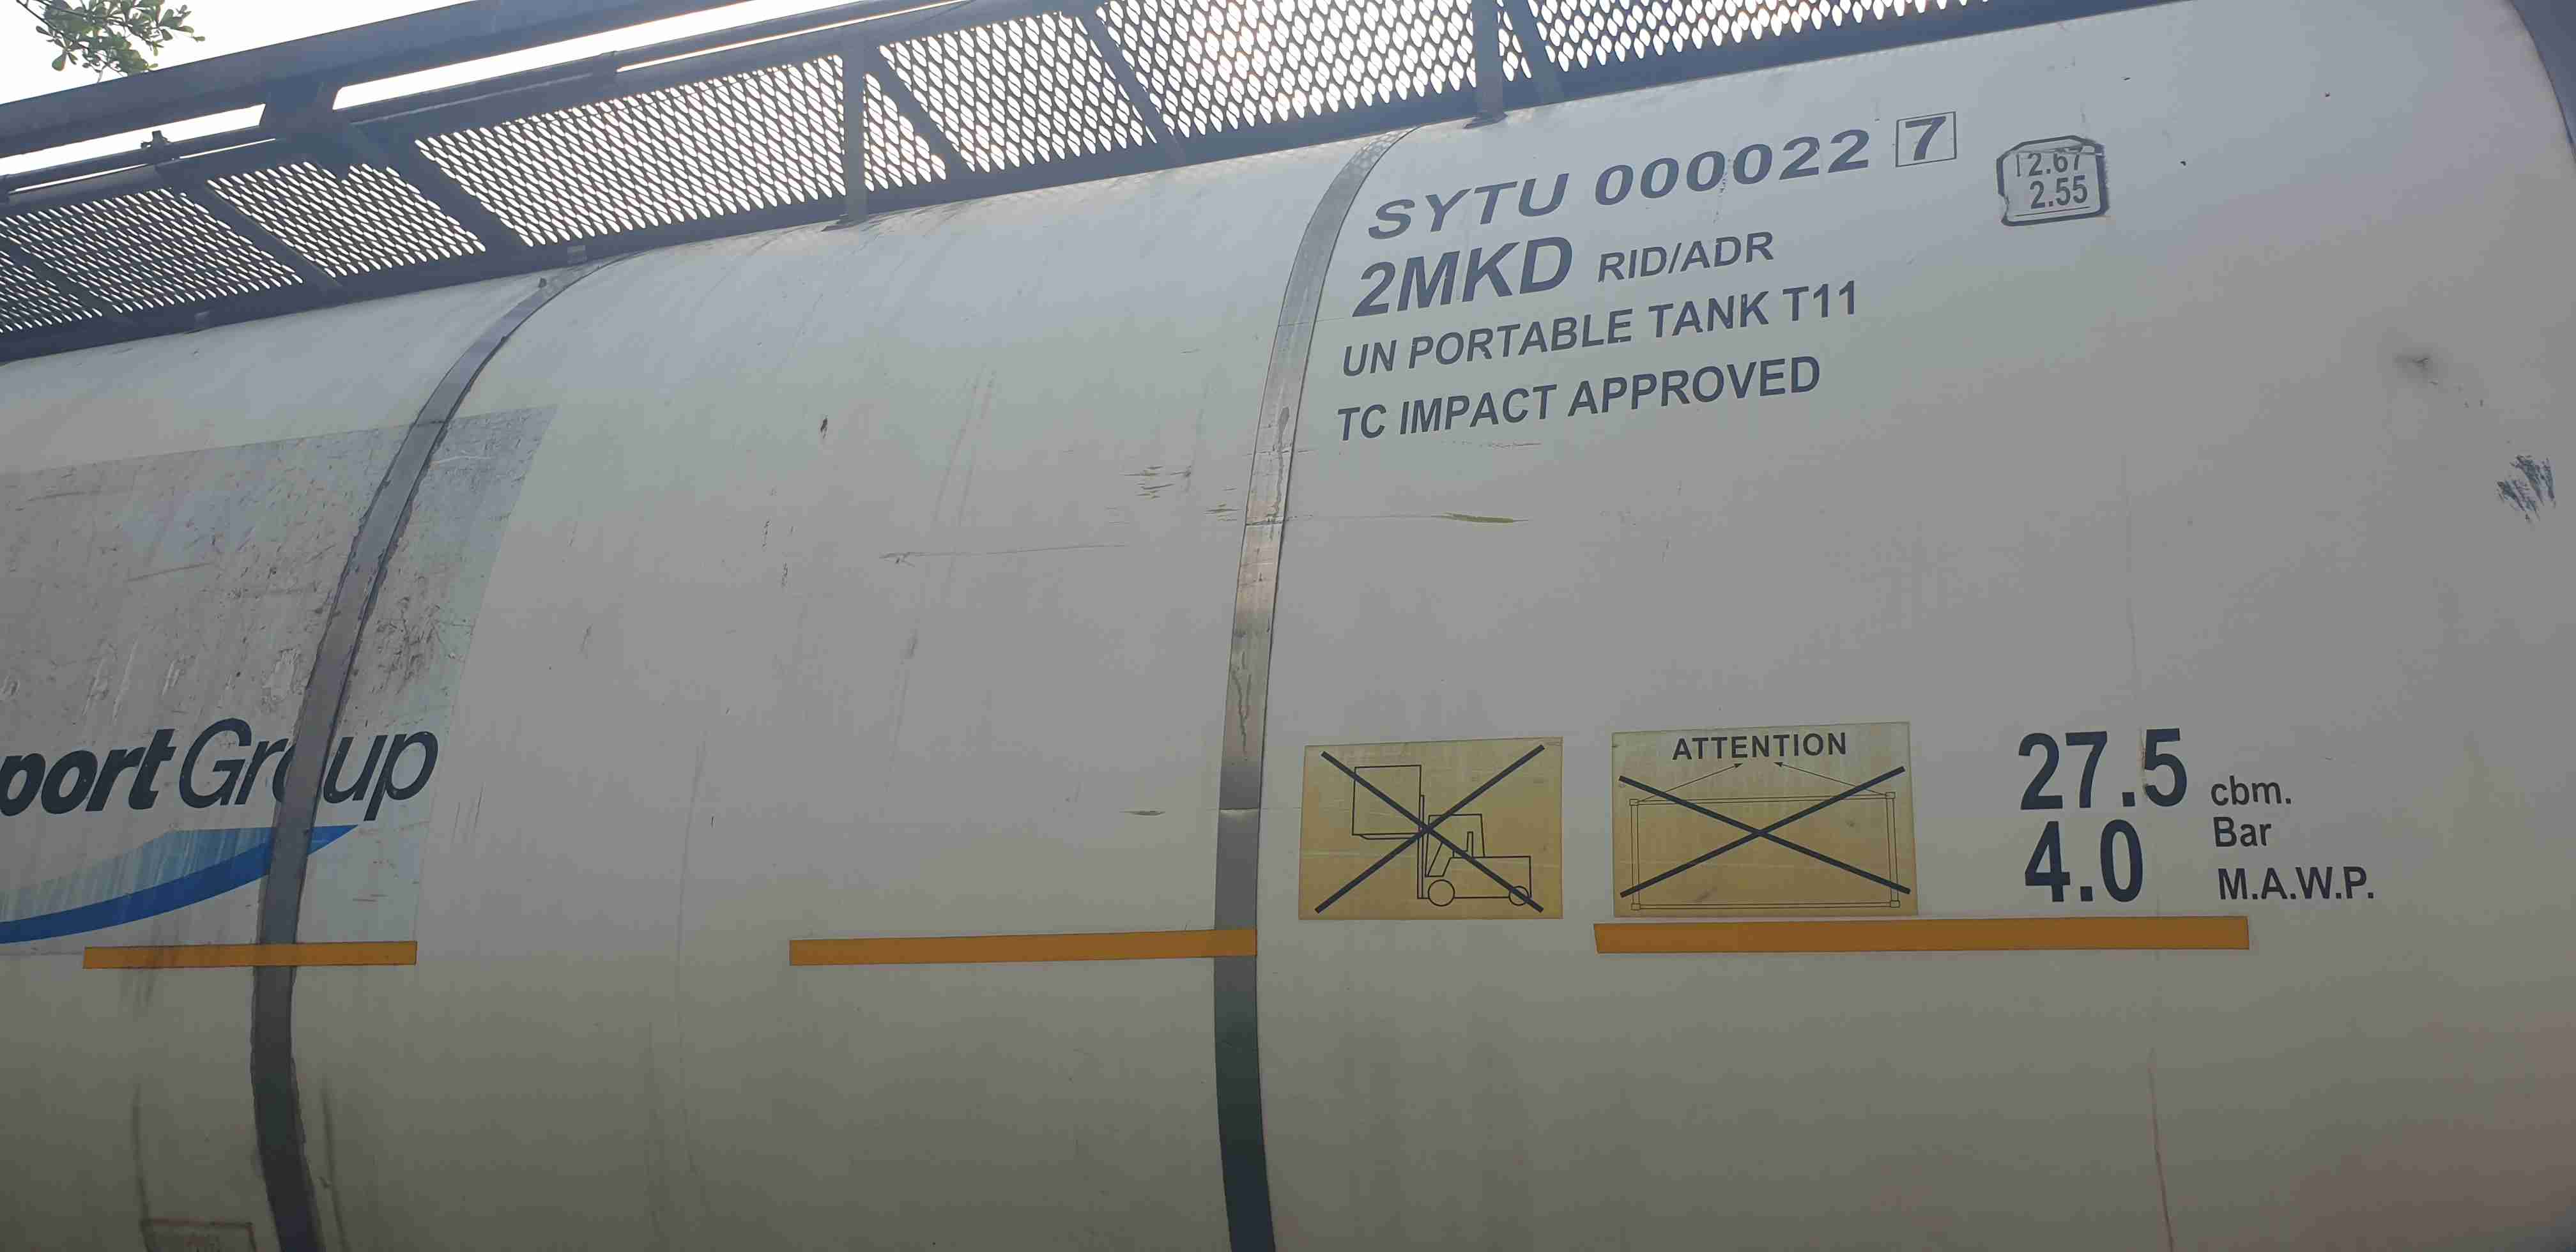 SYTU 000022 7
2MKD RID/ADR
UN PORTABLE TANK T11
TC IMPACT APPROVED
2.67
2.55
port Group
ATTENTION
27.5 cbm.
4.0 Bar
M.A.W.P.